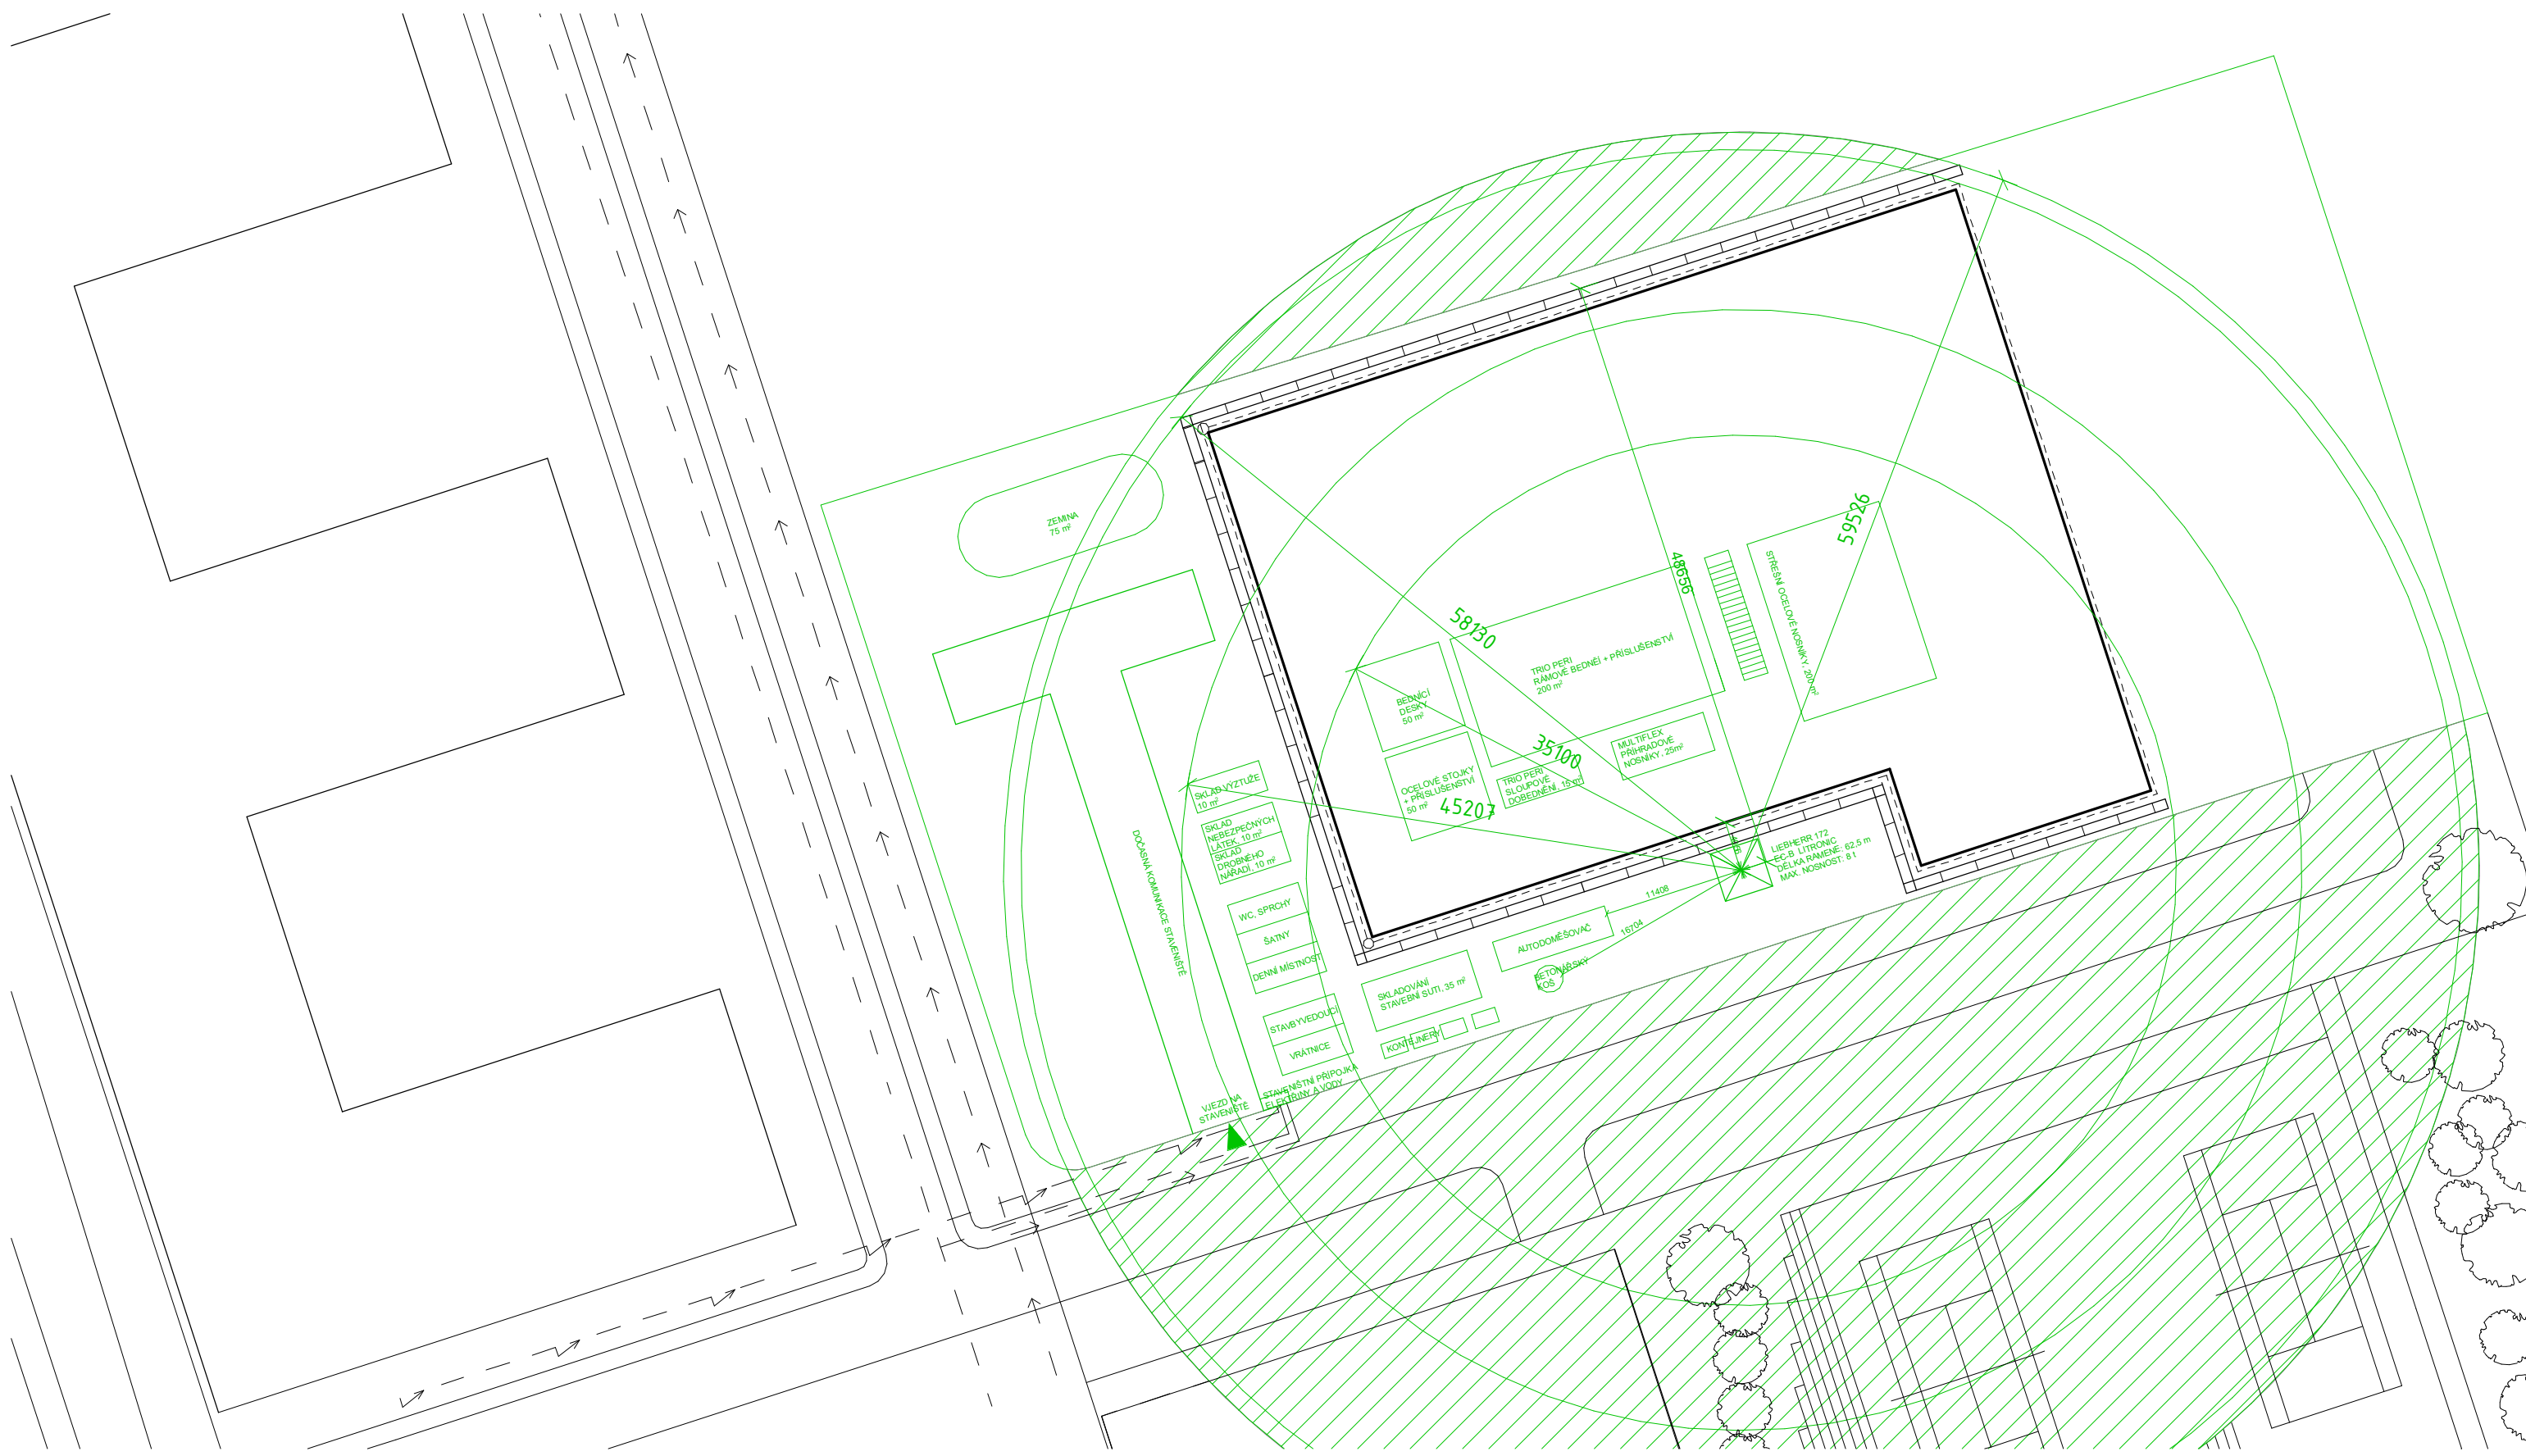 ZEMINA
75 m²
DOČASNÁ KOMUNIKACE STAVENIŠTĚ
SKLAD VÝZTUŽE
10 m²
SKLAD
NEBEZPEČNÝCH
LÁTEK, 10 m²
SKLAD
DROBNÉHO
NÁŘADÍ, 10 m²
WC, SPRCHY
ŠATNY
DENNÍ MÍSTNOST
STAVBYVEDOUCÍ
VRÁTNICE
STAVENIŠTNÍ PŘÍPOJKA
ELEKTŘINY A VODY
VJEZD NA
STAVENIŠTĚ
BEDNÍCÍ
DESKY
50 m²
OCELOVÉ STOJKY
+ PŘÍSLUŠENSTVÍ
50 m²
TRIO PERI
RÁMOVÉ BEDNĚÍ + PŘÍSLUŠENSTVÍ
200 m²
TRIO PERI
SLOUPOVÉ
DOBEDNĚNÍ, 15 m²
MULTIFLEX
PŘÍHRADOVÉ
NOSNÍKY, 25m²
STŘEŠNÍ OCELOVÉ NOSNÍKY, 200 m²
58130
35100
45207
48656
59526
11408
16704
LIEBHERR 172
EC-B LITRONIC
DÉLKA RAMENE: 62,5 m
MAX. NOSNOST: 8 t
AUTODOMĚŠOVAČ
BETONÁŘSKÝ
KOŠ
SKLADOVÁNÍ
STAVEBNÍ SUTI, 35 m²
KONTEJNERY